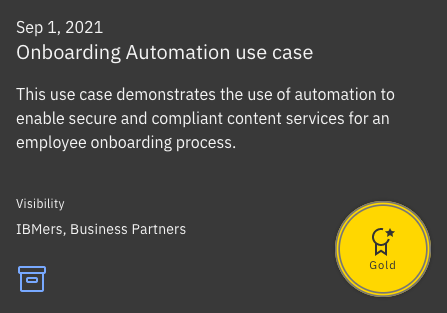 Sep 1, 2021
Onboarding Automation use case
This use case demonstrates the use of automation to
enable secure and compliant content services for an
employee onboarding process.
Visibility
IBMers, Business Partners
Gold